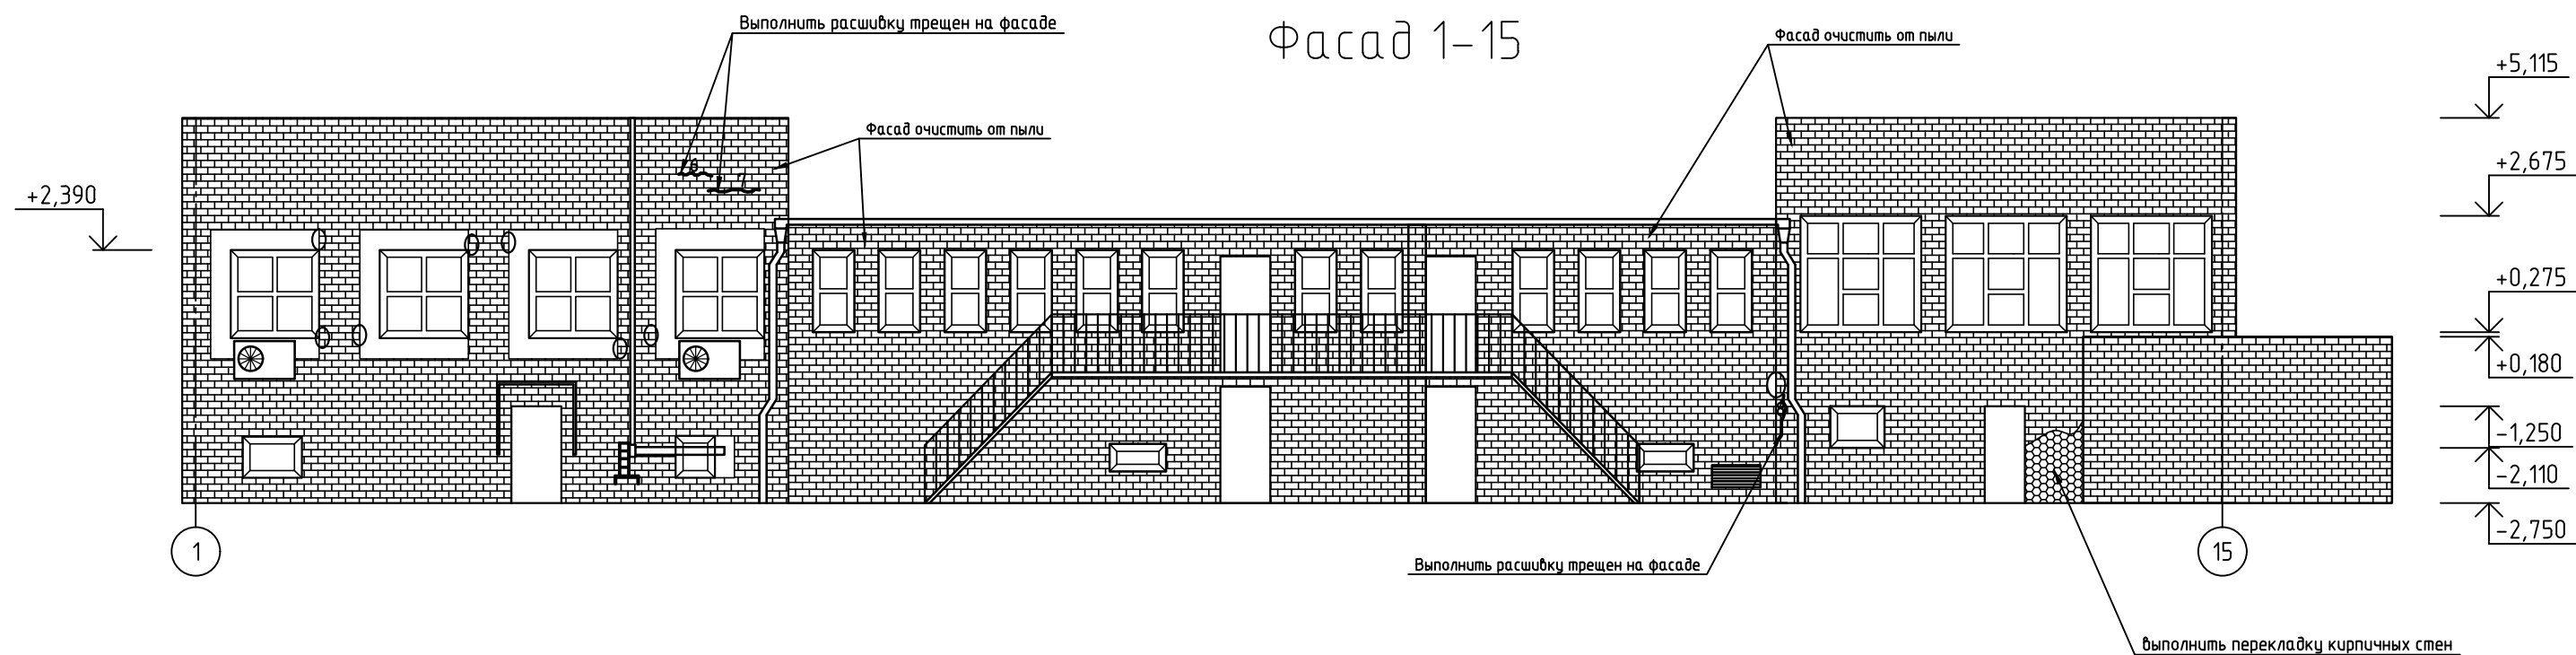 Выполнить расшивку трещен на фасаде
Фасад 1-15
Фасад очистить от пыли
+5,115
Фасад очистить от пыли
+2,675
+2,390
+0,275
+0,180
-1,250
-2,110
-2,750
1
15
Выполнить расшивку трещен на фасаде
выполнить перекладку кирпичных стен